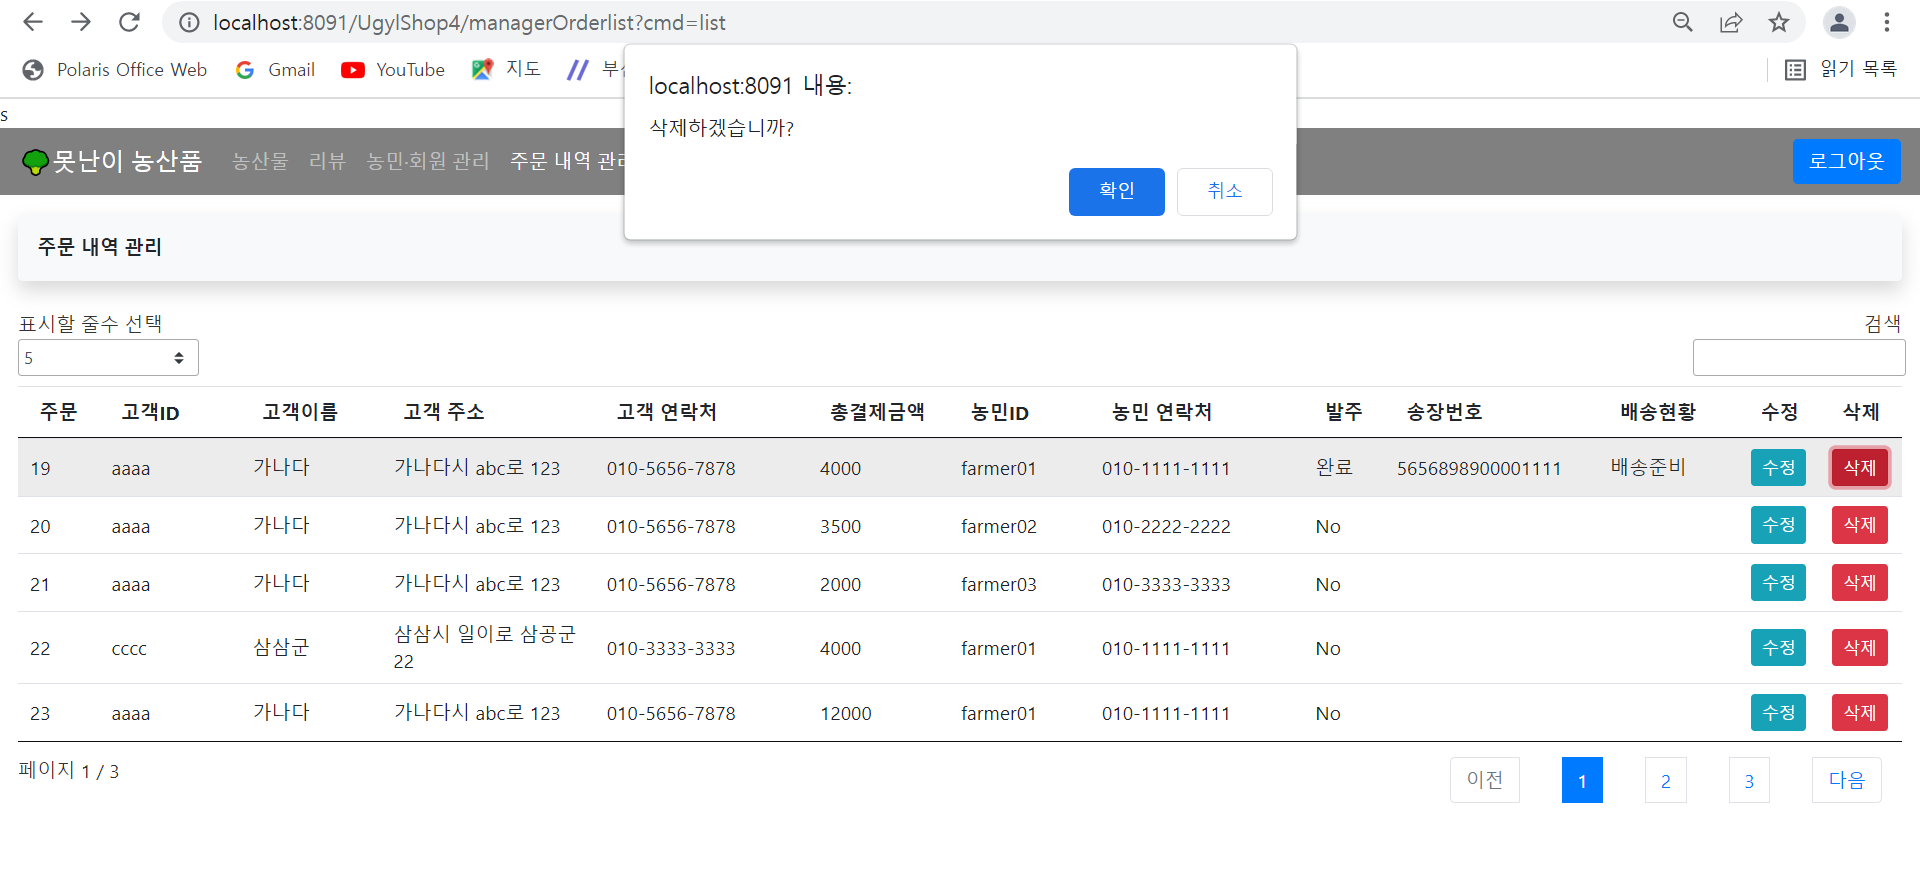 localhost:8091/UgylShop4/managerOrderlist?cmd=list
Polaris Office Web Gmail YouTube 지도 읽기 목록
localhost:8091 내용:
삭제하겠습니까?
확인 취소
s
못난이 농산품 농산물 리뷰 농민·회원 관리 주문 내역 로그아웃
주문 내역 관리
표시할 줄수 선택 검색
5
주문 고객ID 고객이름 고객 주소 고객 연락처 총결제금액 농민ID 농민 연락처 발주 송장번호 배송현황 수정 삭제
19 aaaa 가나다 가나다시 abc로 123 010-5656-7878 4000 farmer01 010-1111-1111 완료 5656898900001111 배송준비 수정 삭제
20 aaaa 가나다 가나다시 abc로 123 010-5656-7878 3500 farmer02 010-2222-2222 No 수정 삭제
21 aaaa 가나다 가나다시 abc로 123 010-5656-7878 2000 farmer03 010-3333-3333 No 수정 삭제
22 cccc 삼삼군 삼삼시 일이로 삼공군 22 010-3333-3333 4000 farmer01 010-1111-1111 No 수정 삭제
23 aaaa 가나다 가나다시 abc로 123 010-5656-7878 12000 farmer01 010-1111-1111 No 수정 삭제
페이지 1 / 3 이전 1 2 3 다음